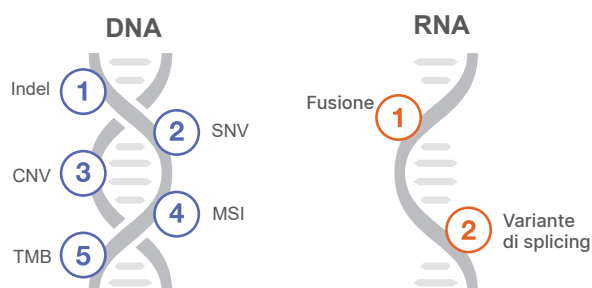 DNA
Indel 1
2 SNV
CNV 3
4 MSI
TMB 5
RNA
Fusione 1
2 Variante
di splicing